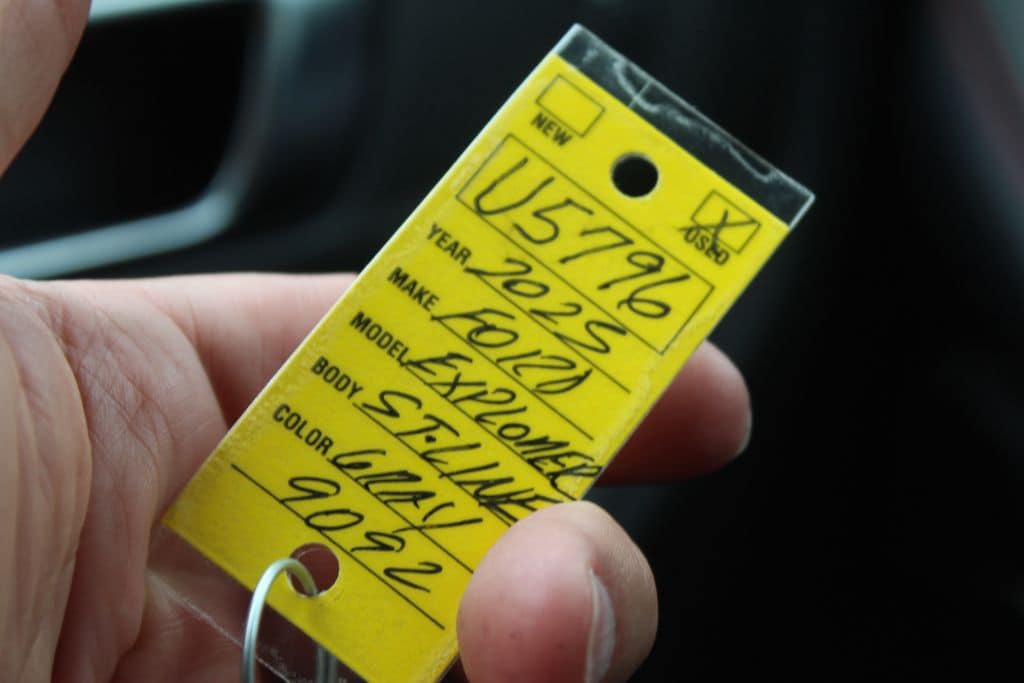 NEW
X
USED
U5796
YEAR 2025
MAKE FORD
MODEL EXPLORER
BODY ST-LINE
COLOR GRAY
9092